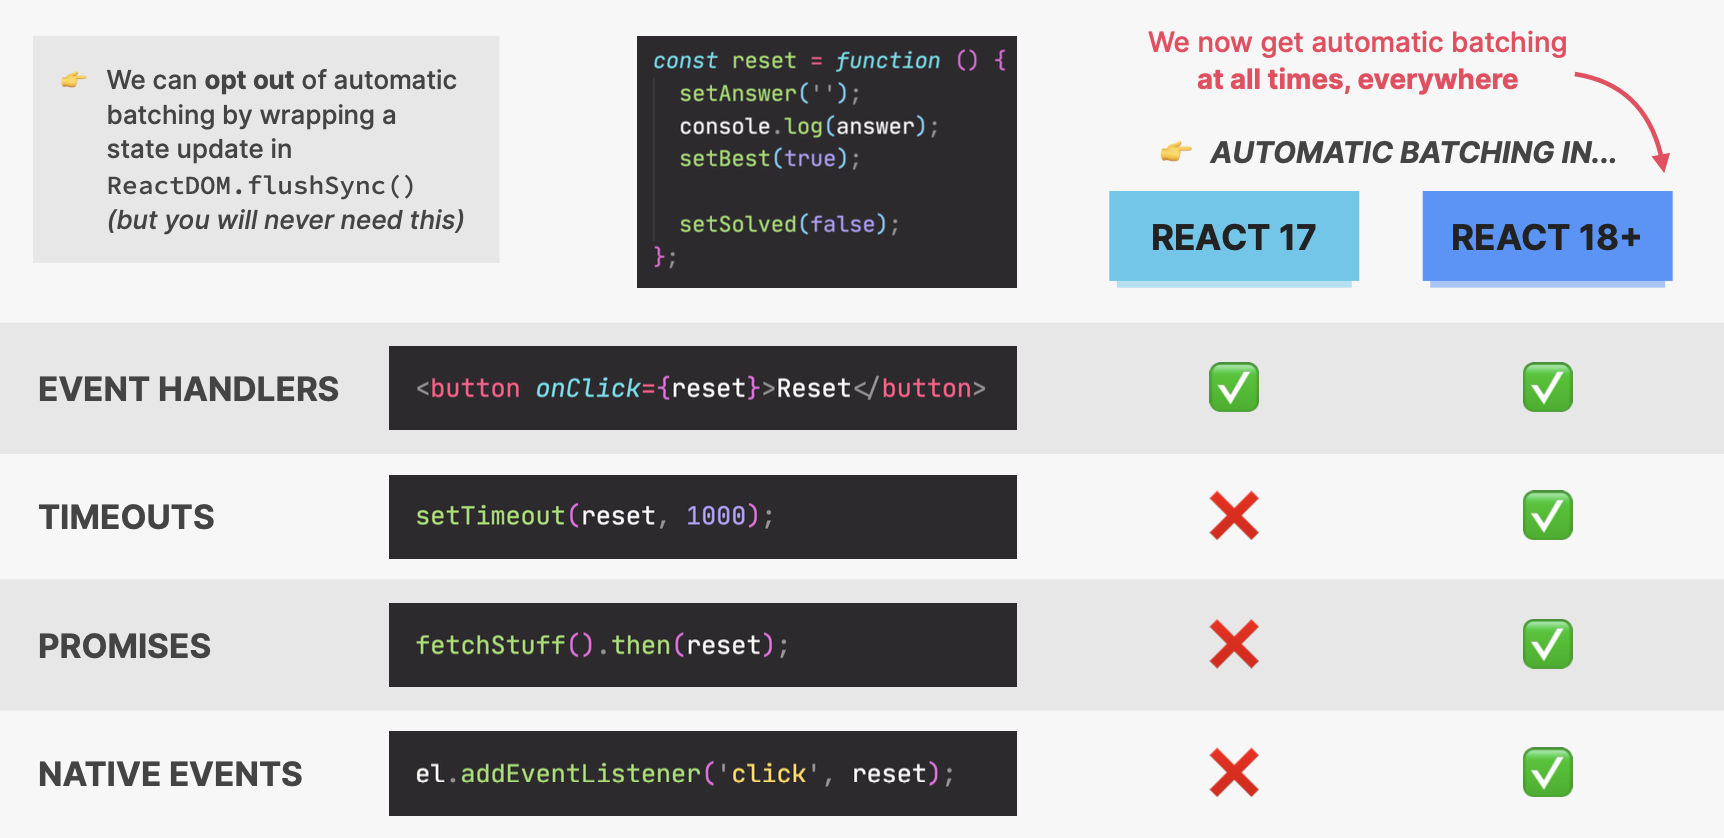 We can opt out of automatic
batching by wrapping a
state update in
ReactDOM.flushSync()
(but you will never need this)
const reset = function () {
setAnswer('');
console.log(answer);
setBest(true);
setSolved(false);
};
We now get automatic batching
at all times, everywhere
AUTOMATIC BATCHING IN...
REACT 17
REACT 18+
EVENT HANDLERS
<button onClick={reset}>Reset</button>
TIMEOUTS
setTimeout(reset, 1000);
PROMISES
fetchStuff().then(reset);
NATIVE EVENTS
el.addEventListener('click', reset);